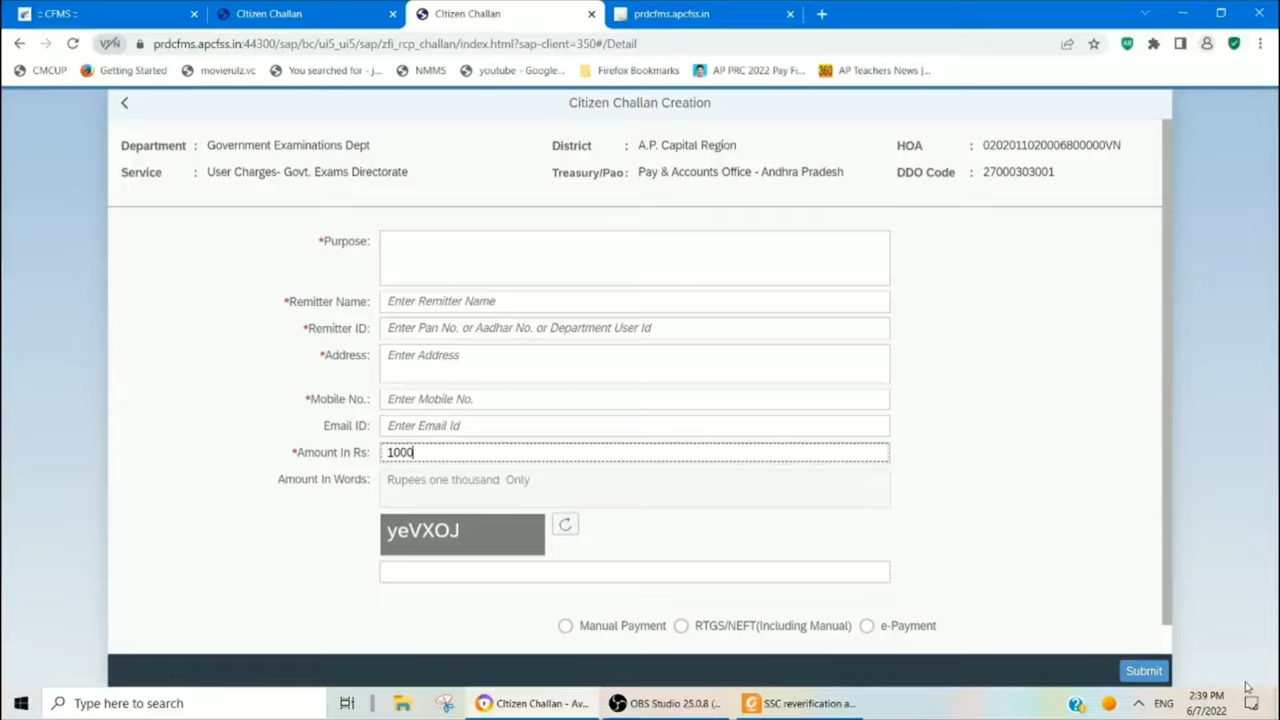 :: CFMS ::
Citizen Challan
Citizen Challan
prdcfms.apcfss.in
prdcfms.apcfss.in:44300/sap/bc/ui5_ui5/sap/zfi_rcp_challan/index.html?sap-client=350#/Detail
CMCUP
Getting Started
movierulz.vc
You searched for - j...
NMMS
youtube - Google...
Firefox Bookmarks
AP PRC 2022 Pay Fi...
360 AP Teachers News |...
Citizen Challan Creation
Department : Government Examinations Dept
District : A.P. Capital Region
HOA : 0202011020006800000VN
Service : User Charges- Govt. Exams Directorate
Treasury/Pao : Pay & Accounts Office - Andhra Pradesh
DDO Code : 27000303001
*Purpose:
*Remitter Name: Enter Remitter Name
*Remitter ID: Enter Pan No. or Aadhar No. or Department User Id
*Address: Enter Address
*Mobile No.: Enter Mobile No.
Email ID: Enter Email Id
*Amount In Rs: 1000
Amount In Words: Rupees one thousand Only
yeVXOJ
Manual Payment
RTGS/NEFT(Including Manual)
e-Payment
Submit
Type here to search
Citizen Challan - Av...
OBS Studio 25.0.8 (...
SSC reverification a...
ENG
2:39 PM
6/7/2022